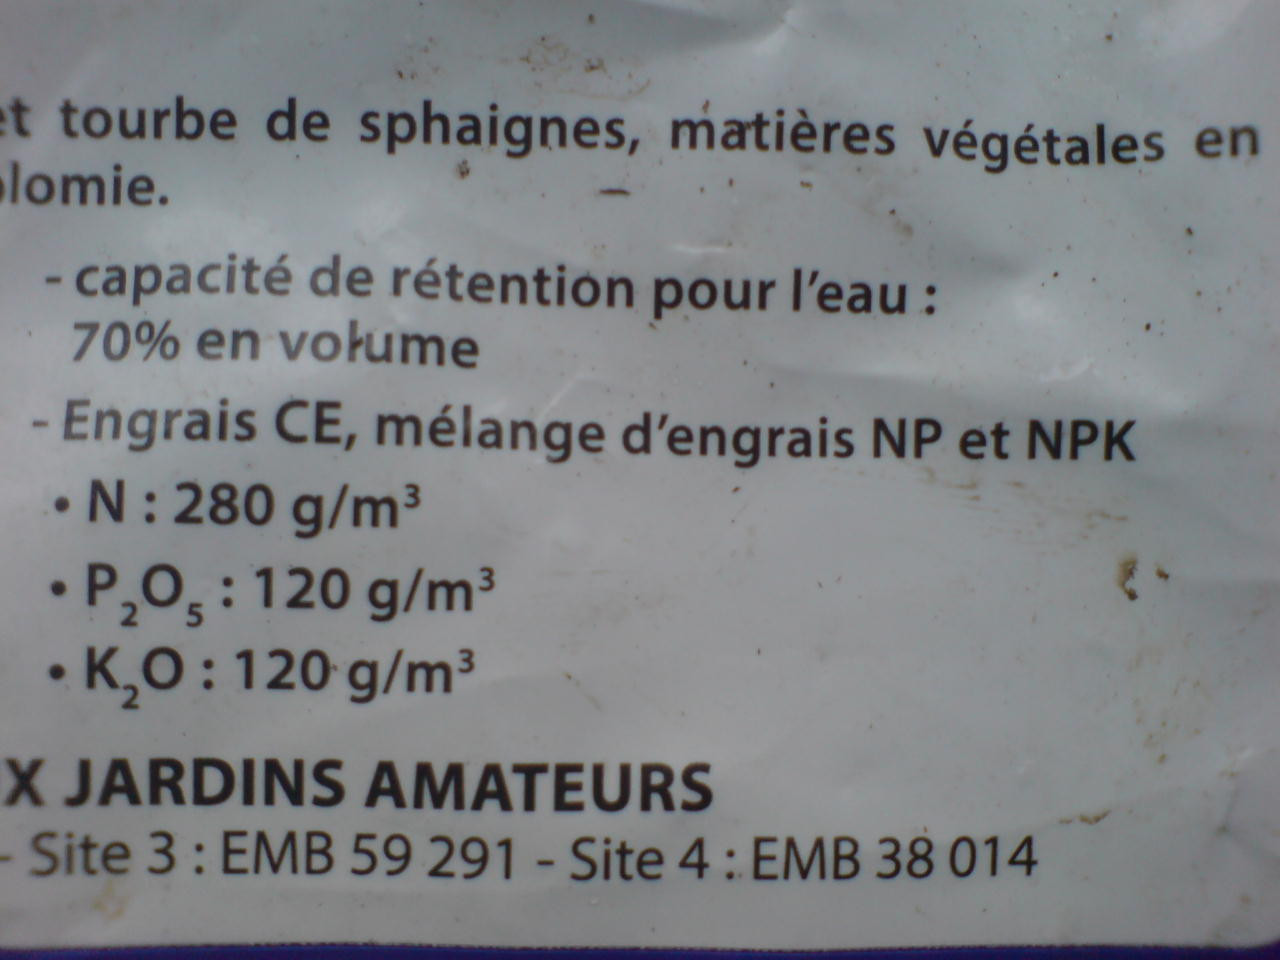 et tourbe de sphaignes, matières végétales en
olomie.
- capacité de rétention pour l'eau :
70% en volume
- Engrais CE, mélange d'engrais NP et NPK
• N : 280 g/m³
• P₂O₅ : 120 g/m³
• K₂O : 120 g/m³
X JARDINS AMATEURS
- Site 3 : EMB 59 291 - Site 4 : EMB 38 014